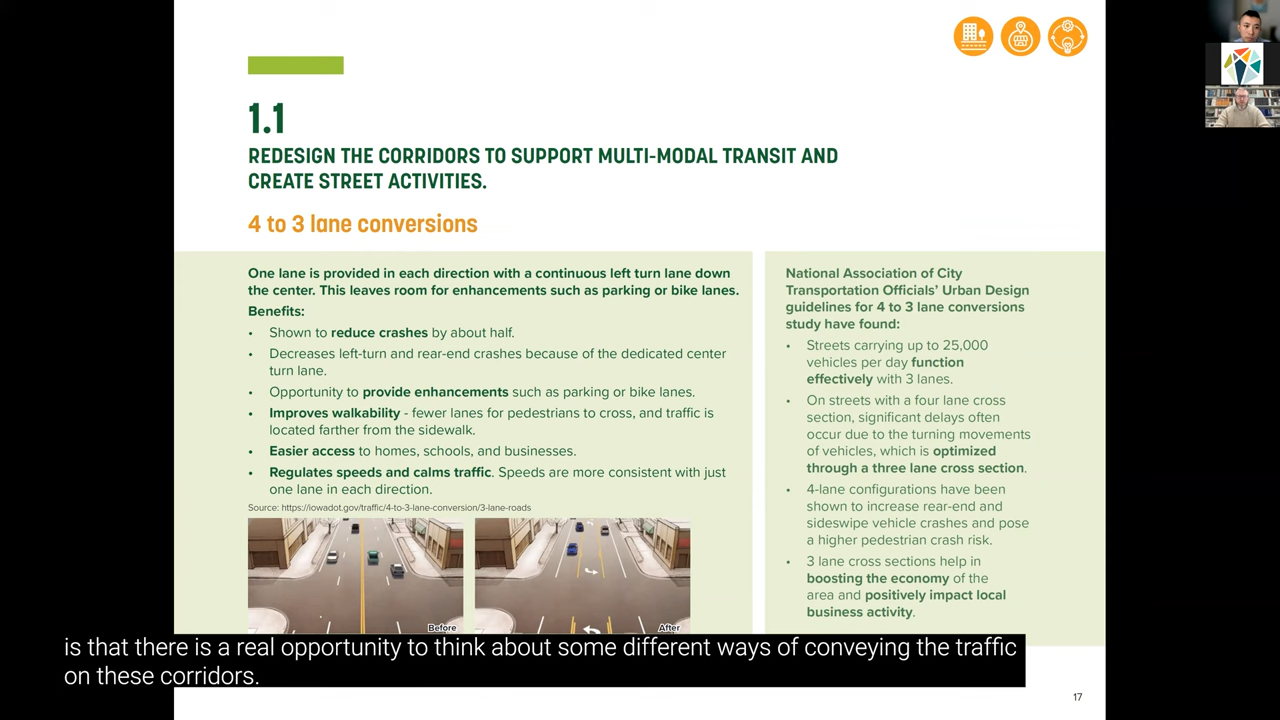 1.1
REDESIGN THE CORRIDORS TO SUPPORT MULTI-MODAL TRANSIT AND
CREATE STREET ACTIVITIES.
4 to 3 lane conversions
One lane is provided in each direction with a continuous left turn lane down
the center. This leaves room for enhancements such as parking or bike lanes.
Benefits:
• Shown to reduce crashes by about half.
• Decreases left-turn and rear-end crashes because of the dedicated center
turn lane.
• Opportunity to provide enhancements such as parking or bike lanes.
• Improves walkability - fewer lanes for pedestrians to cross, and traffic is
located farther from the sidewalk.
• Easier access to homes, schools, and businesses.
• Regulates speeds and calms traffic. Speeds are more consistent with just
one lane in each direction.
Source: https://iowadot.gov/traffic/4-to-3-lane-conversion/3-lane-roads
Before
After
National Association of City
Transportation Officials' Urban Design
guidelines for 4 to 3 lane conversions
study have found:
• Streets carrying up to 25,000
vehicles per day function
effectively with 3 lanes.
• On streets with a four lane cross
section, significant delays often
occur due to the turning movements
of vehicles, which is optimized
through a three lane cross section.
• 4-lane configurations have been
shown to increase rear-end and
sideswipe vehicle crashes and pose
a higher pedestrian crash risk.
• 3 lane cross sections help in
boosting the economy of the
area and positively impact local
business activity.
is that there is a real opportunity to think about some different ways of conveying the traffic
on these corridors.
17